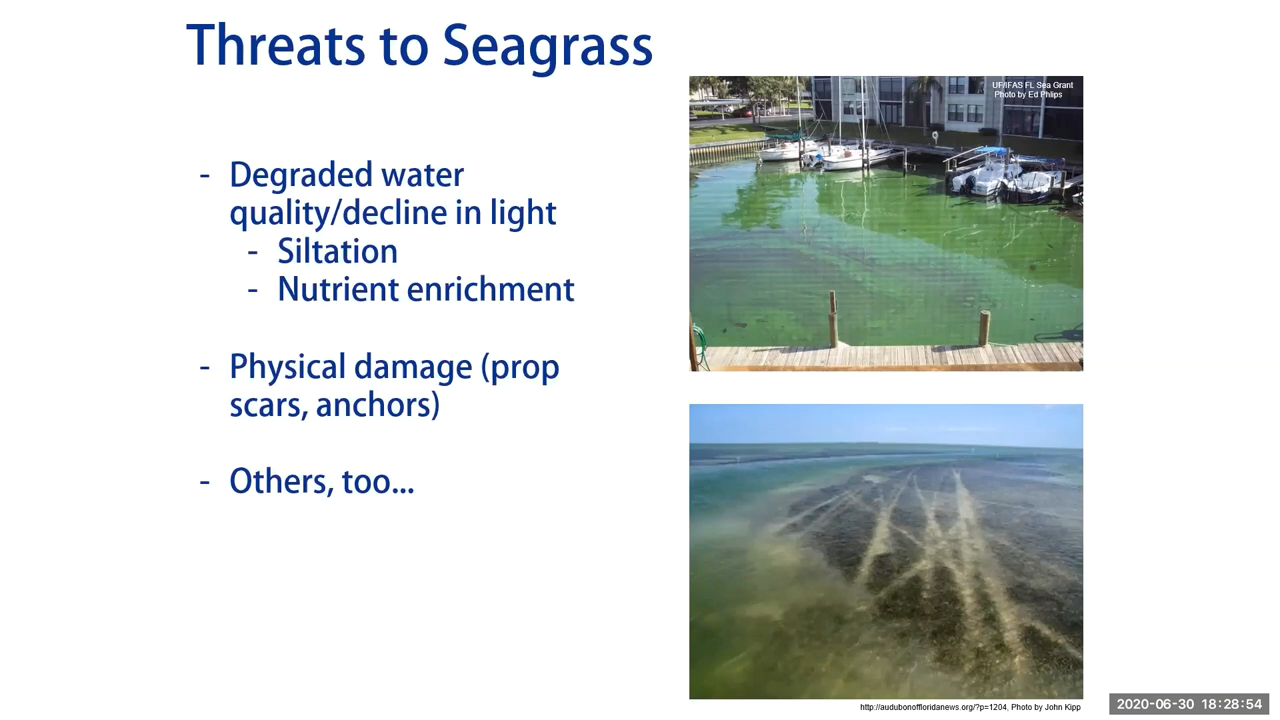 Threats to Seagrass
UF/IFAS FL Sea Grant
Photo by Ed Phlips
- Degraded water
quality/decline in light
- Siltation
- Nutrient enrichment
- Physical damage (prop
scars, anchors)
- Others, too...
http://audubonoffloridanews.org/?p=1204, Photo by John Kipp
2020-06-30 18:28:54